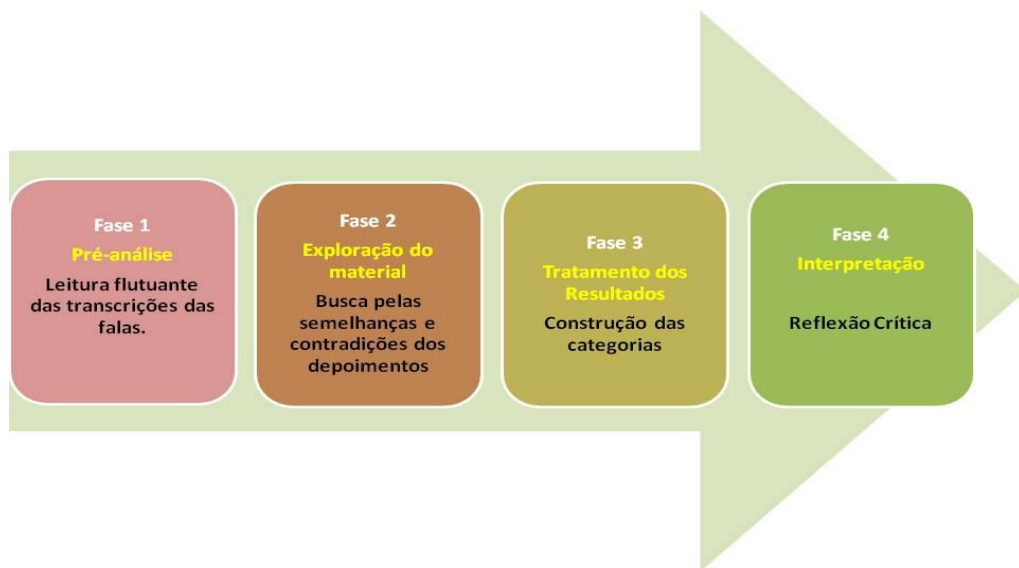 Fase 1
Pré-análise
Leitura flutuante
das transcrições das
falas.
Fase 2
Exploração do
material
Busca pelas
semelhanças e
contradições dos
depoimentos
Fase 3
Tratamento dos
Resultados
Construção das
categorias
Fase 4
Interpretação
Reflexão Crítica